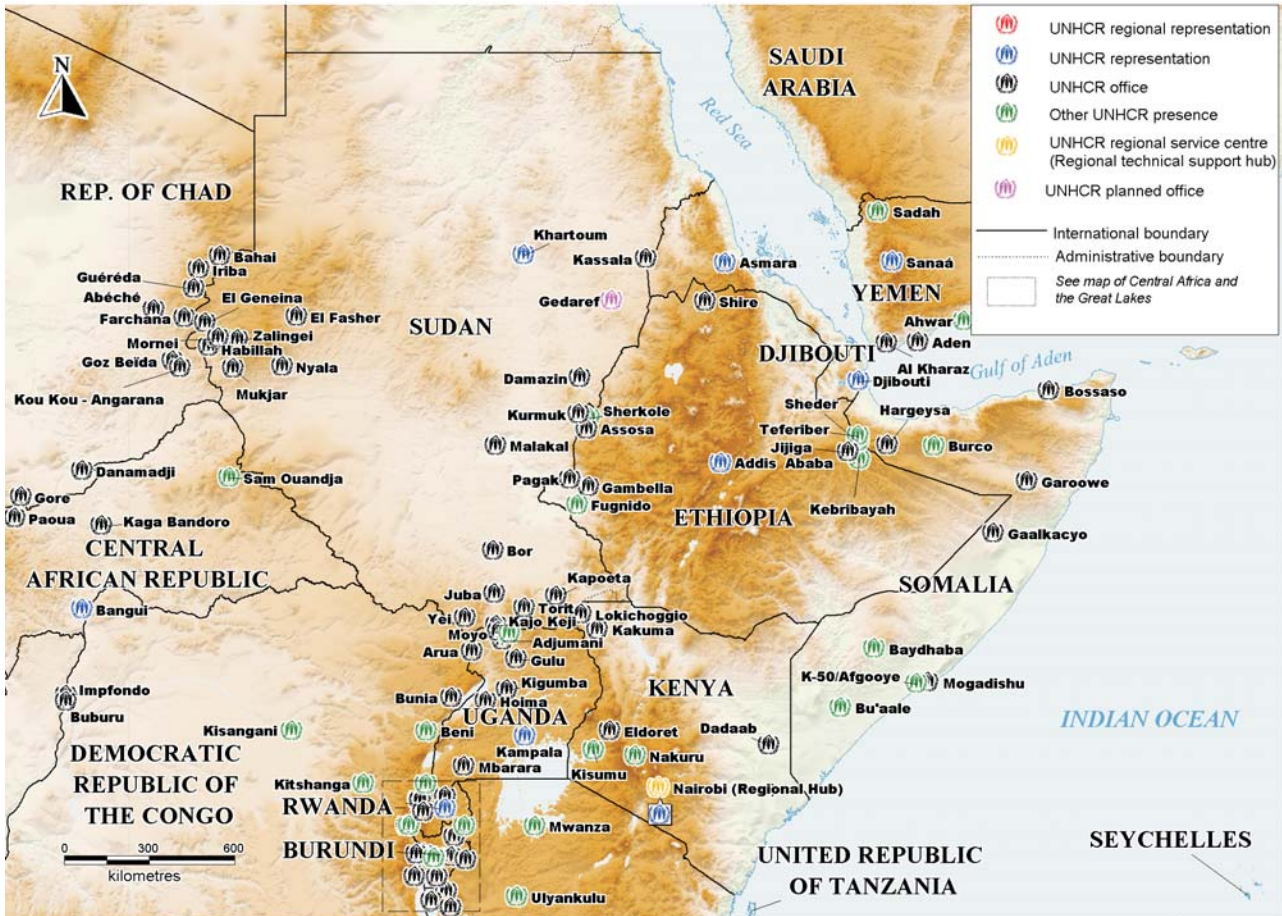 UNHCR regional representation
UNHCR representation
UNHCR office
Other UNHCR presence
UNHCR regional service centre
(Regional technical support hub)
UNHCR planned office
International boundary
Administrative boundary
See map of Central Africa and
the Great Lakes
N
SAUDI
ARABIA
Red Sea
REP. OF CHAD
Sadah
Khartoum
Bahai
Kassala
Asmara
Sanaá
Iriba
Guéréda
YEMEN
El Geneina
Abéché
Gedaref
Shire
Farchana
El Fasher
SUDAN
Ahwar
Zalingei
Mornei
Aden
Habillah
DJIBOUTI
Goz Beïda
Nyala
Al Kharaz
Gulf of Aden
Damazin
Djibouti
Mukjar
Bossaso
Kou Kou - Angarana
Sheder
Hargeysa
Kurmuk
Sherkole
Assosa
Teferiber
Malakal
Jijiga
Burco
Danamadji
Addis Ababa
Sam Ouandja
Pagak
Gambella
Garoowe
Gore
Fugnido
Kebribayah
Paoua
Kaga Bandoro
ETHIOPIA
Gaalkacyo
CENTRAL
AFRICAN REPUBLIC
Bor
Kapoeta
SOMALIA
Juba
Bangui
Torit
Lokichoggio
Yei
Kajo Keji
Kakuma
Moyo
Adjumani
Baydhaba
Arua
Gulu
K-50/Afgooye
Mogadishu
Kigumba
KENYA
Impfondo
Bunia
Hoima
Buburu
UGANDA
Bu'aale
INDIAN OCEAN
Kisangani
Beni
Eldoret
Dadaab
Kampala
DEMOCRATIC
REPUBLIC OF
THE CONGO
Nakuru
Mbarara
Kisumu
Kitshanga
Nairobi (Regional Hub)
RWANDA
Mwanza
SEYCHELLES
BURUNDI
UNITED REPUBLIC
OF TANZANIA
0 300 600
kilometres
Ulyankulu